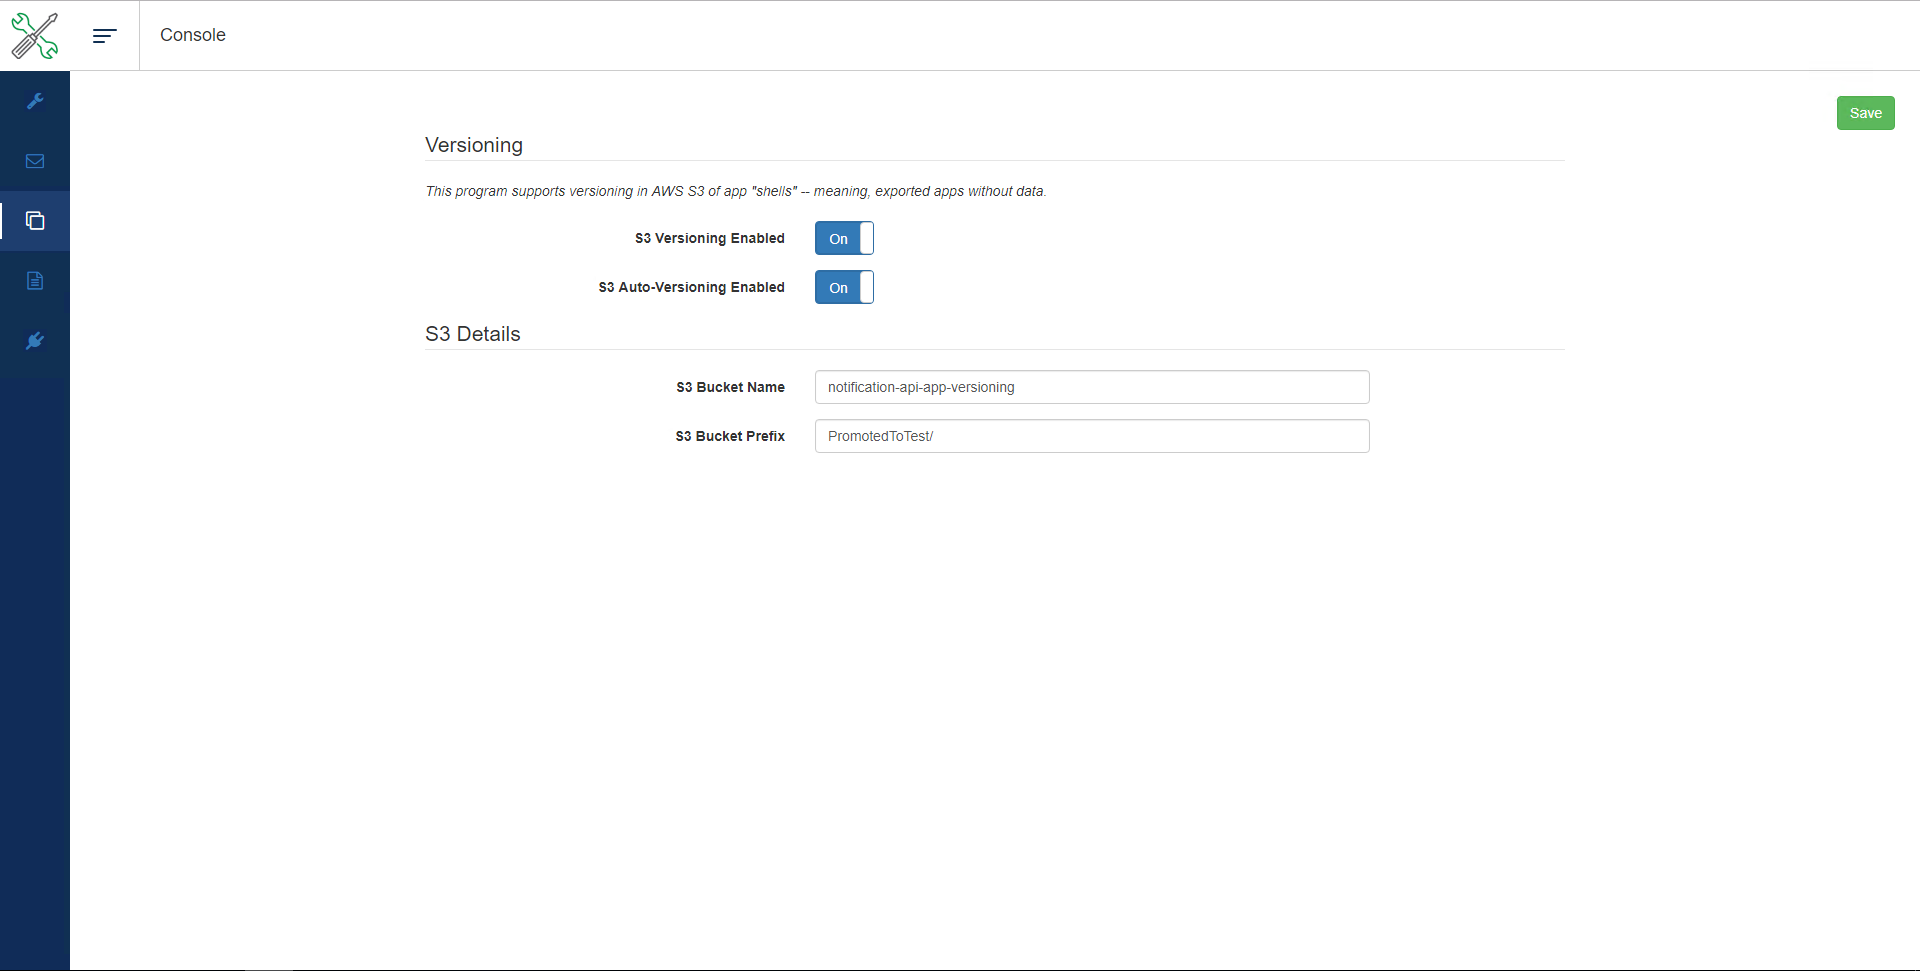 Console
Save
Versioning
This program supports versioning in AWS S3 of app "shells" -- meaning, exported apps without data.
S3 Versioning Enabled On
S3 Auto-Versioning Enabled On
S3 Details
S3 Bucket Name notification-api-app-versioning
S3 Bucket Prefix PromotedToTest/